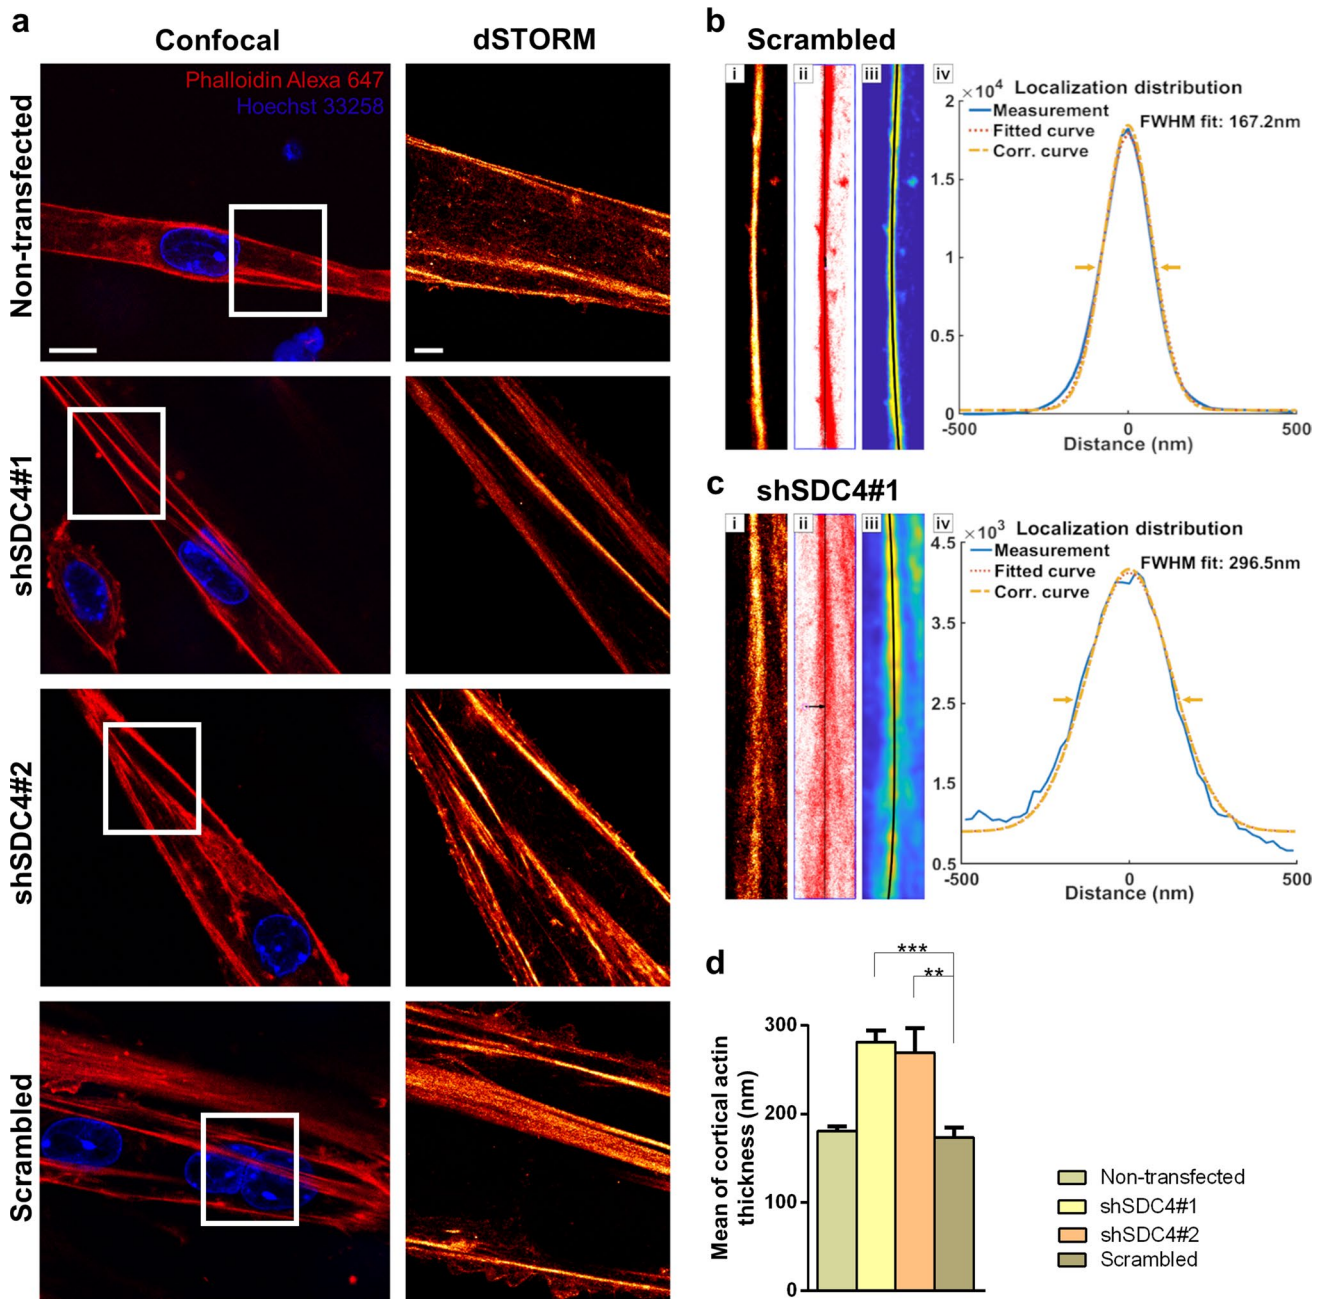 a
Confocal
dSTORM
Non-transfected
Phalloidin Alexa 647
Hoechst 33258
shSDC4#1
shSDC4#2
Scrambled
b
Scrambled
i
ii
iii
iv
×10⁴
Localization distribution
Measurement
Fitted curve
Corr. curve
FWHM fit: 167.2nm
2
1.5
1
0.5
0
-500
0
500
Distance (nm)
c
shSDC4#1
i
ii
iii
iv
×10³
Localization distribution
Measurement
Fitted curve
Corr. curve
FWHM fit: 296.5nm
4.5
3.5
2.5
1.5
0.5
-500
0
500
Distance (nm)
d
***
**
Mean of cortical actin
thickness (nm)
300
200
100
0
Non-transfected
shSDC4#1
shSDC4#2
Scrambled